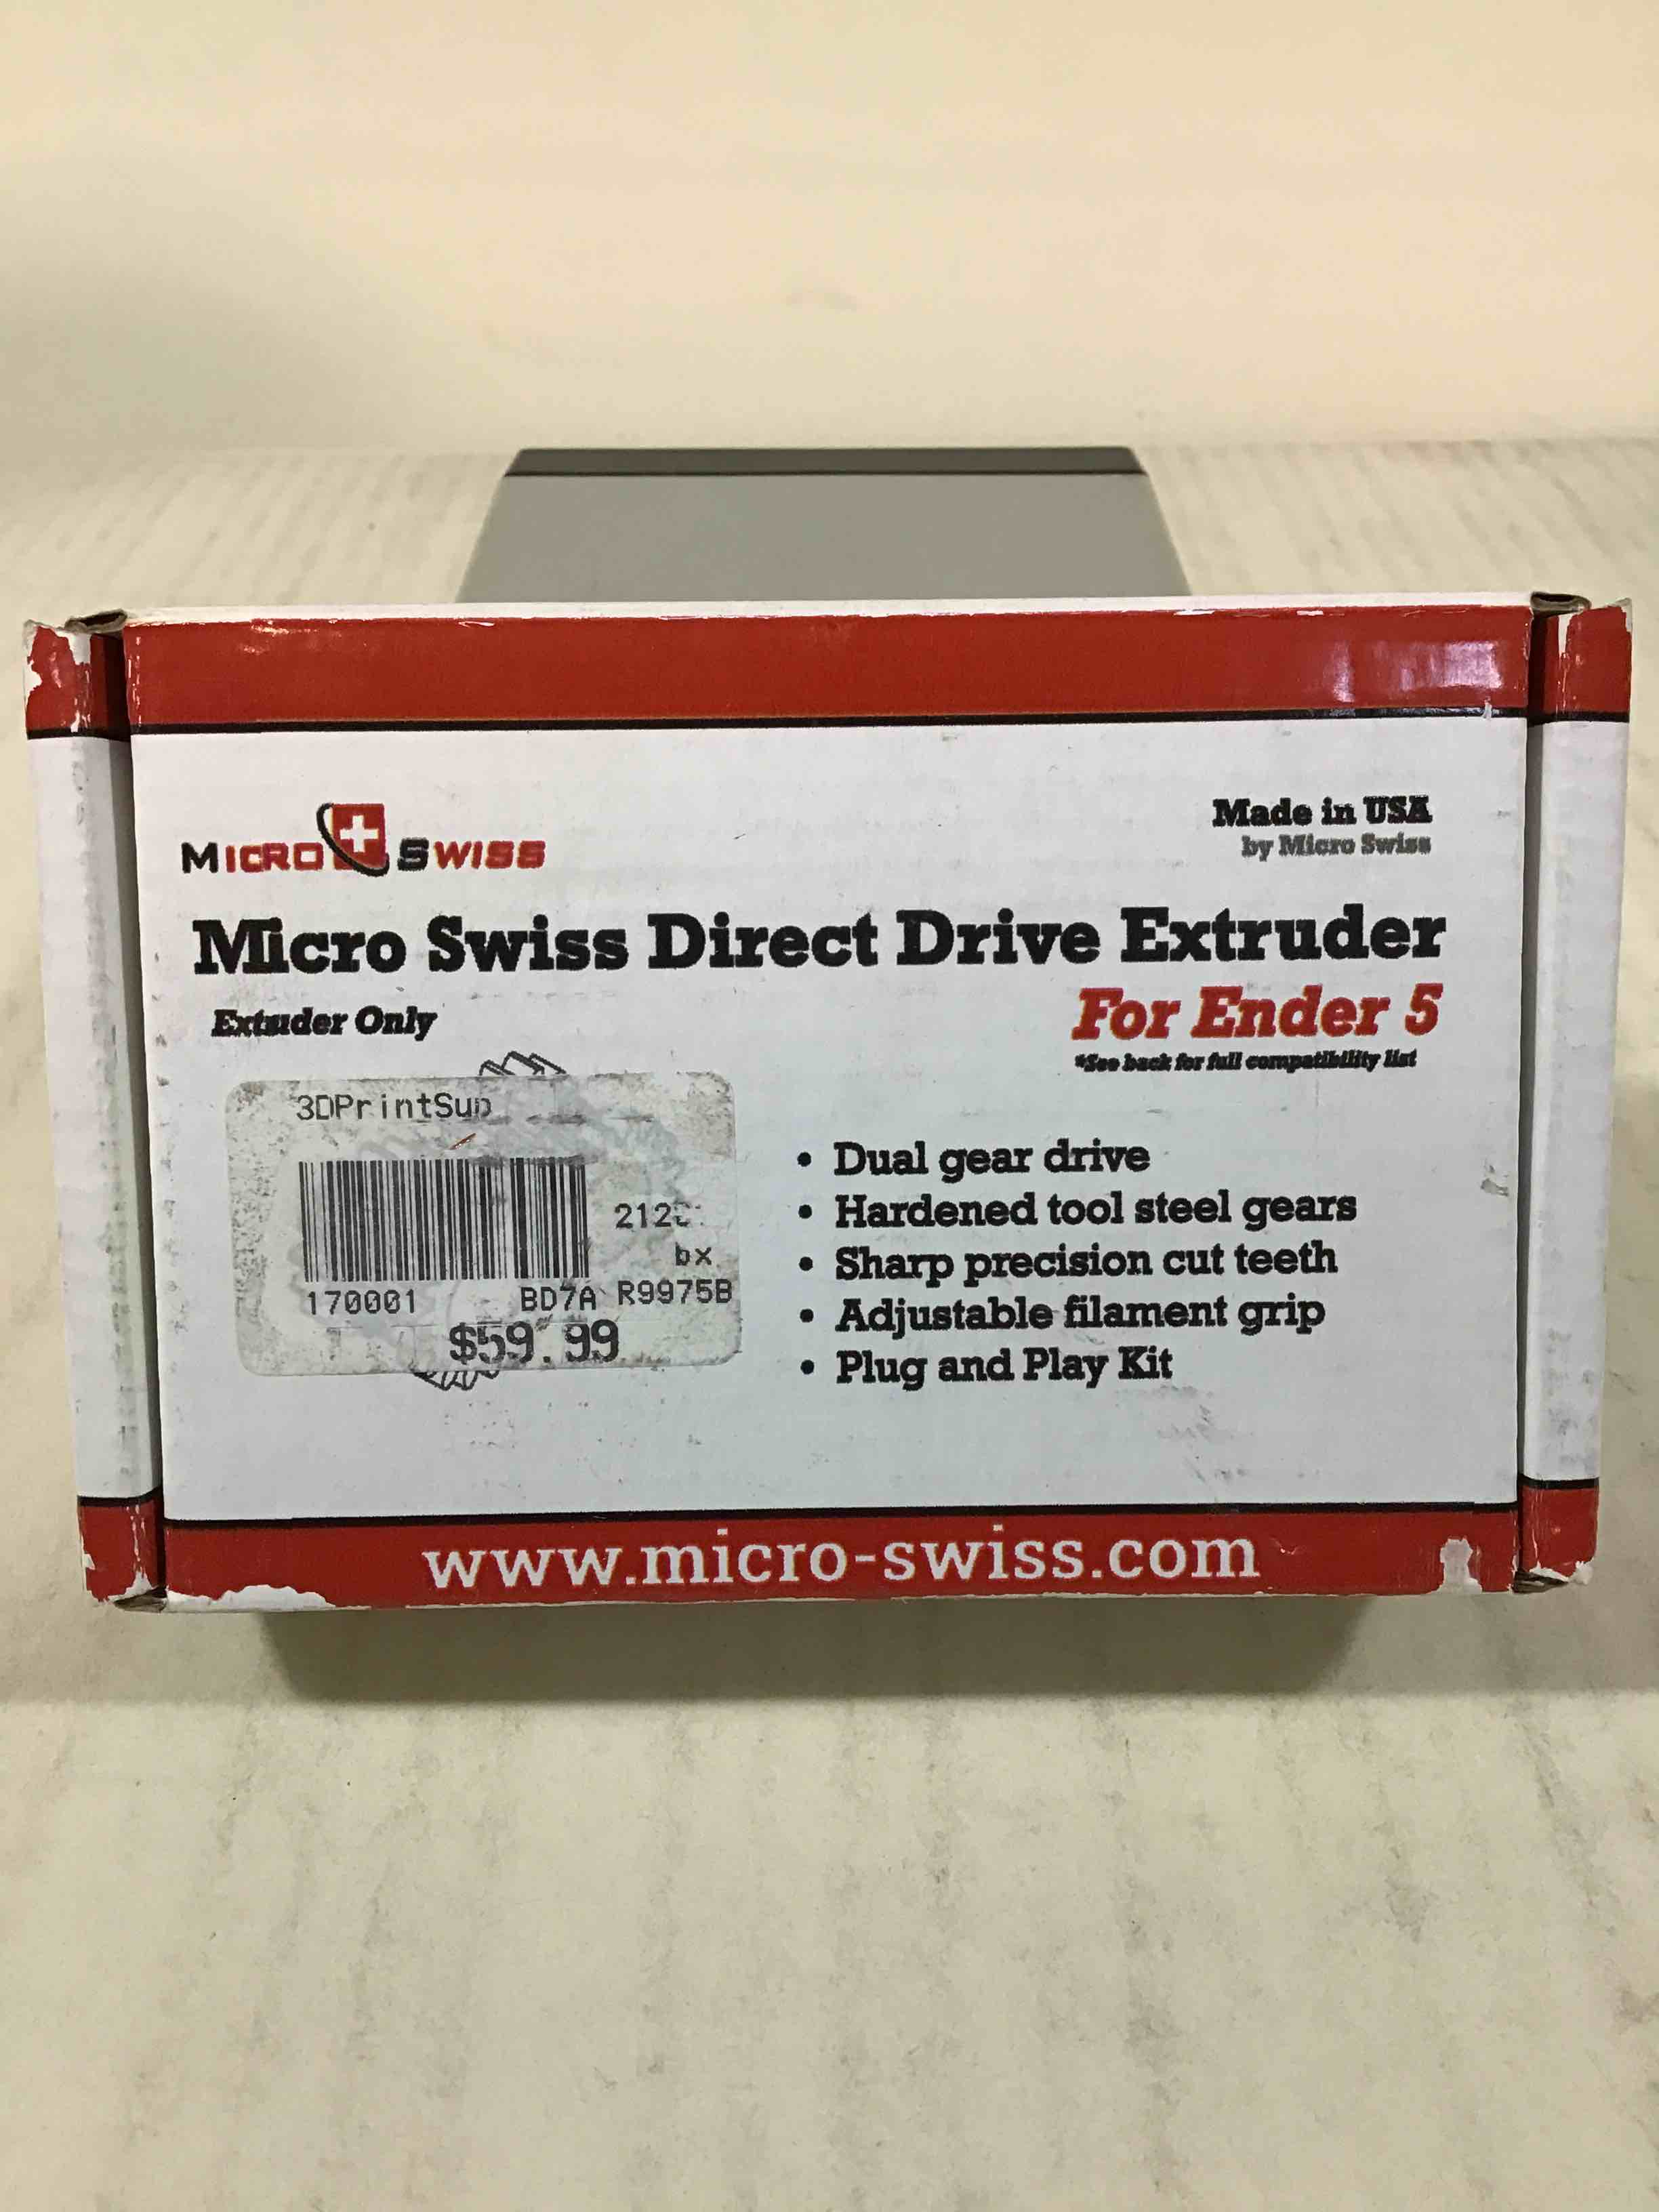 MICRO SWISS
Made in USA
by Micro Swiss
Micro Swiss Direct Drive Extruder
Extruder Only
For Ender 5
*See back for full compatibility list
3DPrintSup
bx
170001 BD7A R9975B
$59.99
• Dual gear drive
• Hardened tool steel gears
• Sharp precision cut teeth
• Adjustable filament grip
• Plug and Play Kit
www.micro-swiss.com